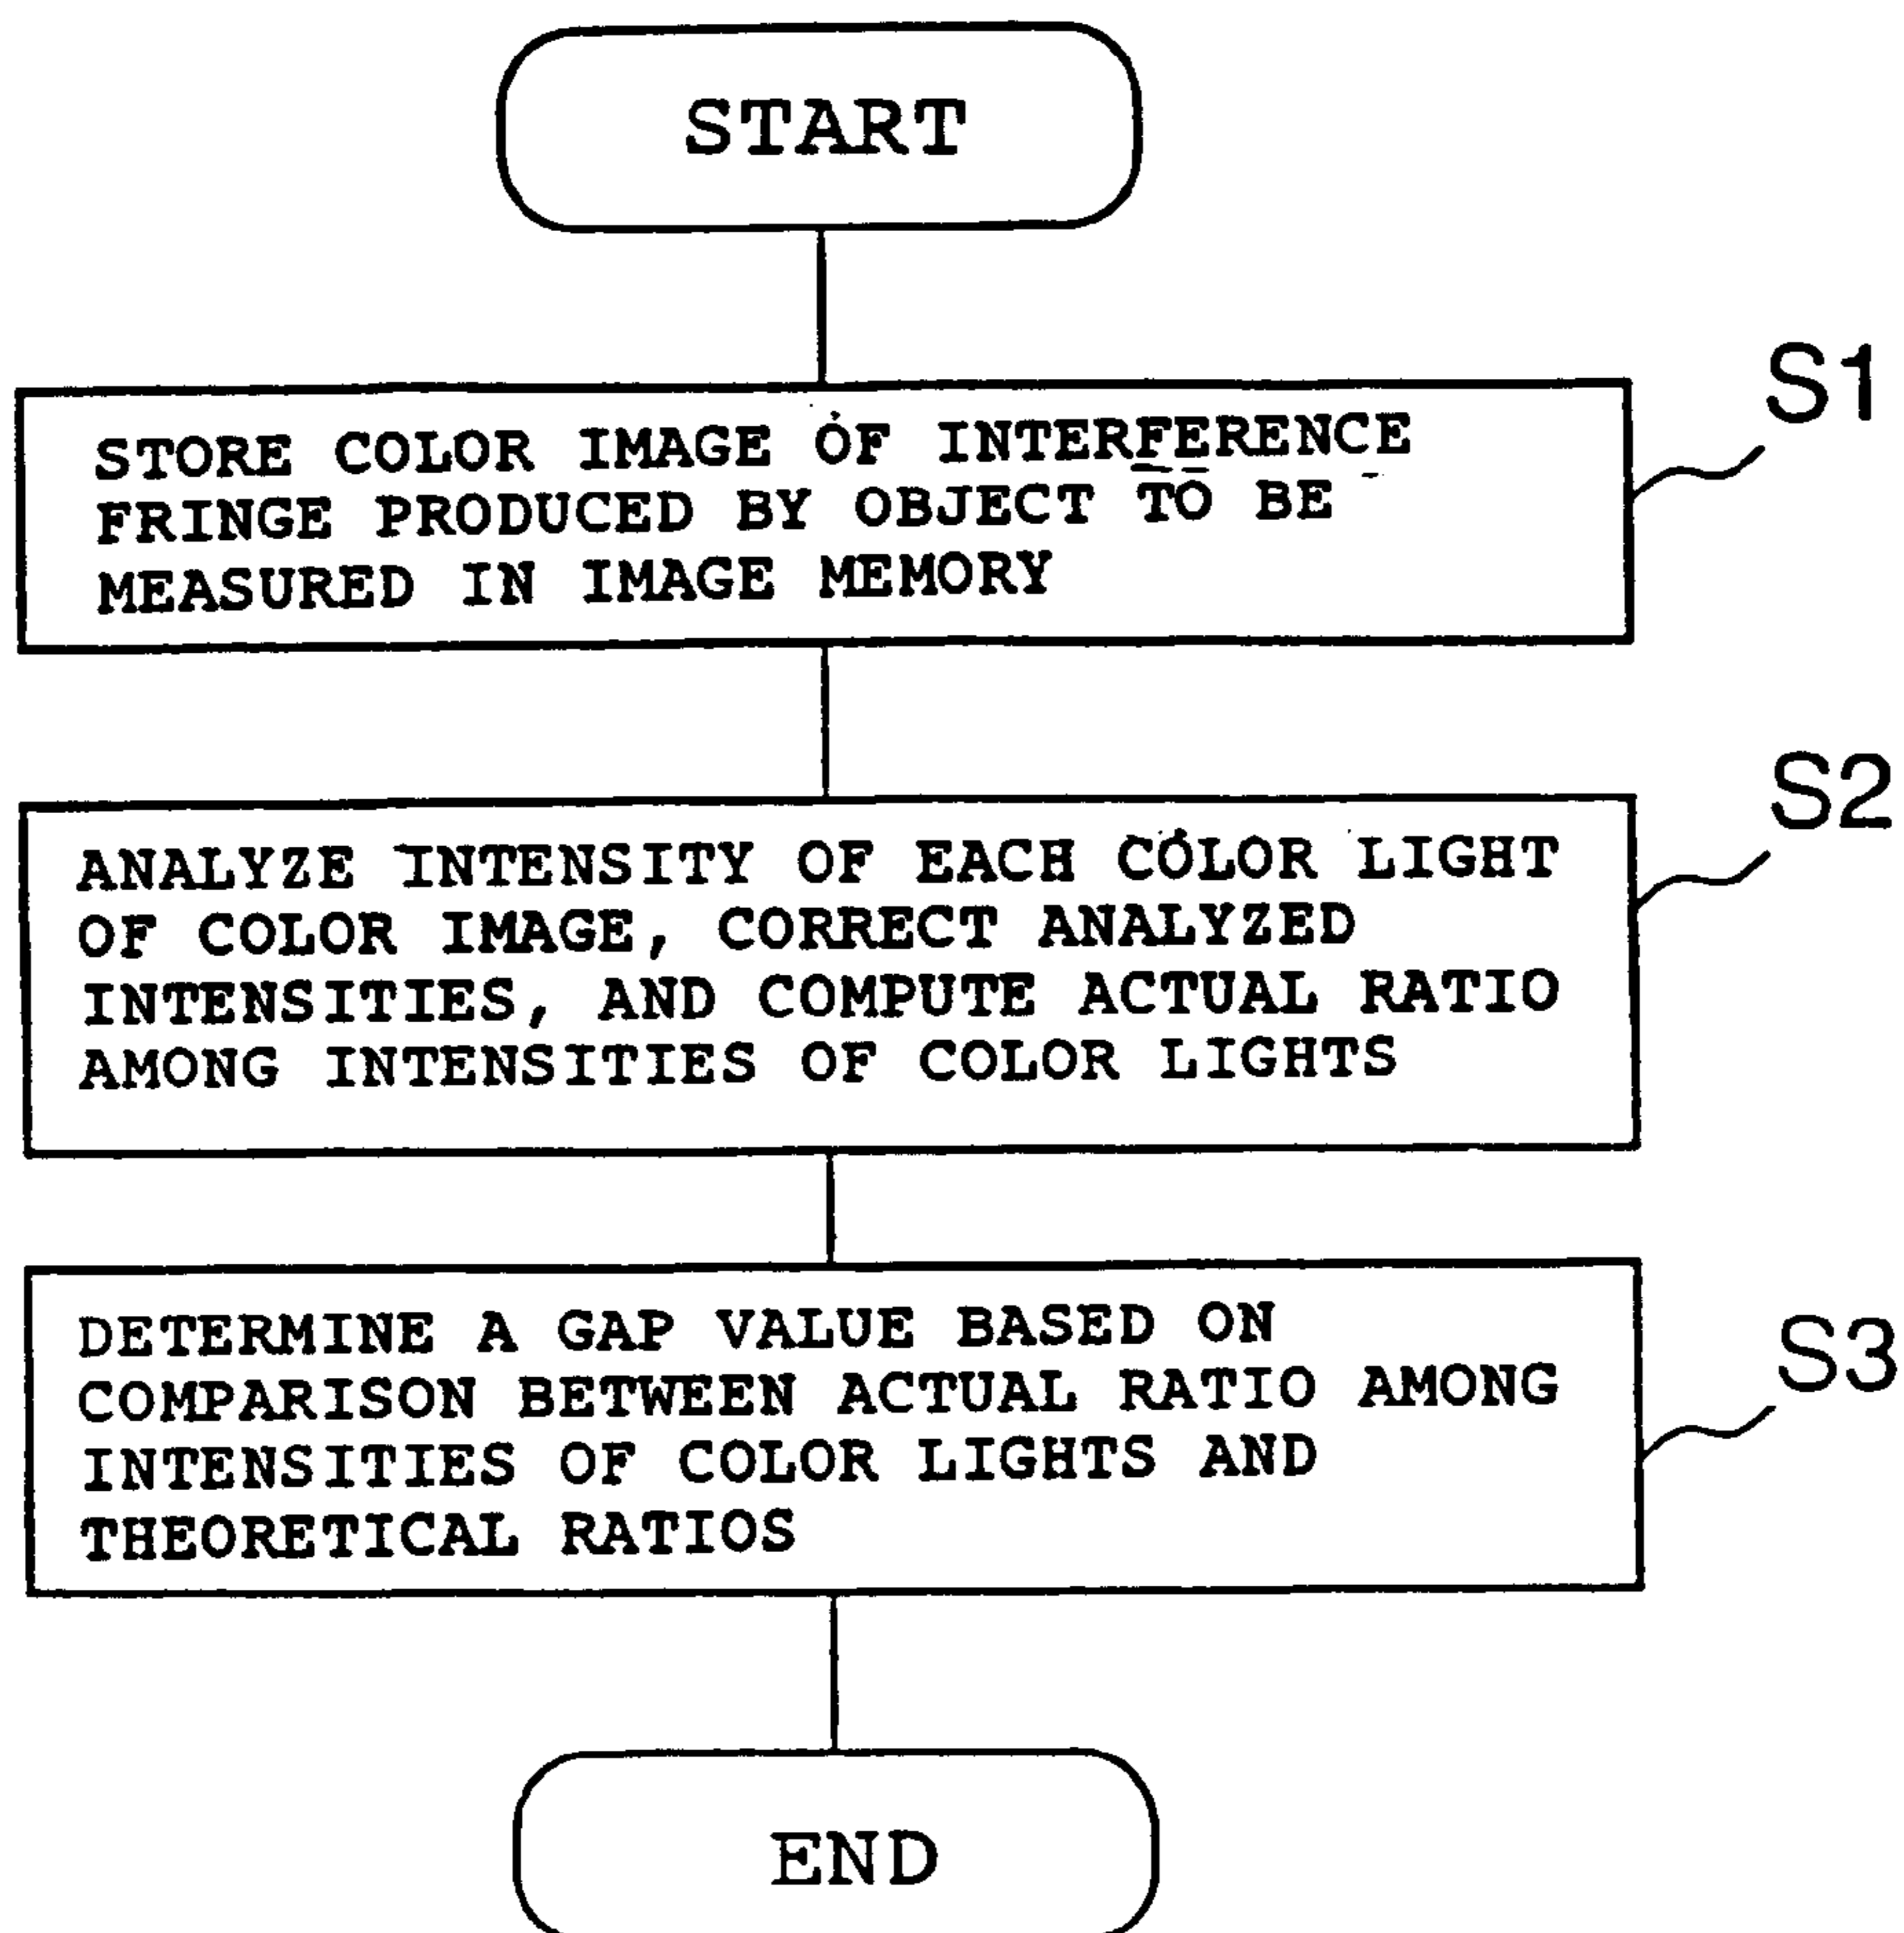 START
S1
STORE COLOR IMAGE OF INTERFERENCE
FRINGE PRODUCED BY OBJECT TO BE
MEASURED IN IMAGE MEMORY
S2
ANALYZE INTENSITY OF EACH COLOR LIGHT
OF COLOR IMAGE, CORRECT ANALYZED
INTENSITIES, AND COMPUTE ACTUAL RATIO
AMONG INTENSITIES OF COLOR LIGHTS
S3
DETERMINE A GAP VALUE BASED ON
COMPARISON BETWEEN ACTUAL RATIO AMONG
INTENSITIES OF COLOR LIGHTS AND
THEORETICAL RATIOS
END